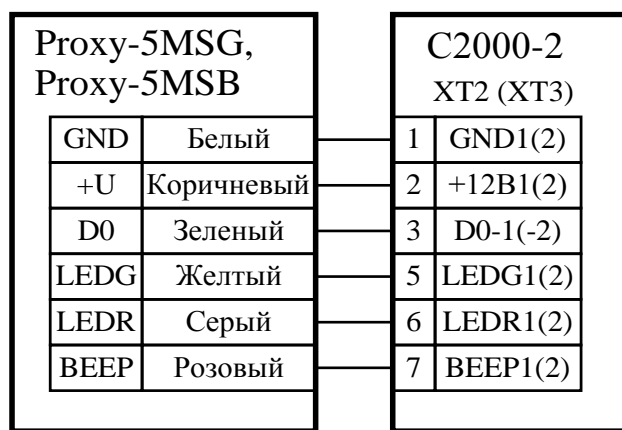 Proxy-5MSG,
Proxy-5MSB
C2000-2
XT2 (XT3)
GND Белый 1 GND1(2)
+U Коричневый 2 +12В1(2)
D0 Зеленый 3 D0-1(-2)
LEDG Желтый 5 LEDG1(2)
LEDR Серый 6 LEDR1(2)
BEEP Розовый 7 BEEP1(2)